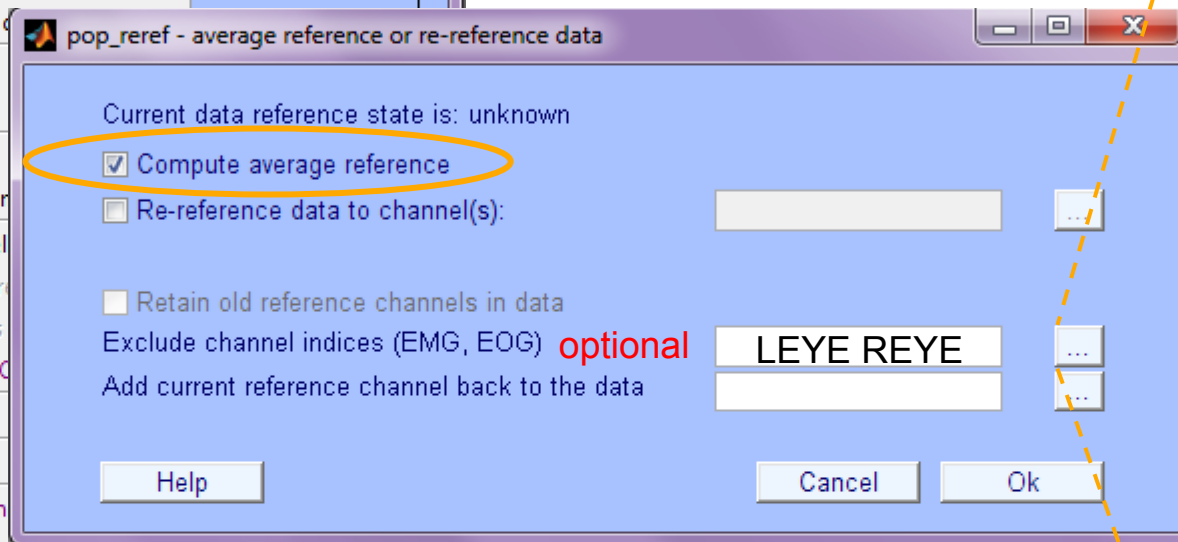 pop_reref - average reference or re-reference data
Current data reference state is: unknown
Compute average reference
Re-reference data to channel(s):
...
Retain old reference channels in data
Exclude channel indices (EMG, EOG) optional LEYE REYE ...
Add current reference channel back to the data ...
Help Cancel Ok